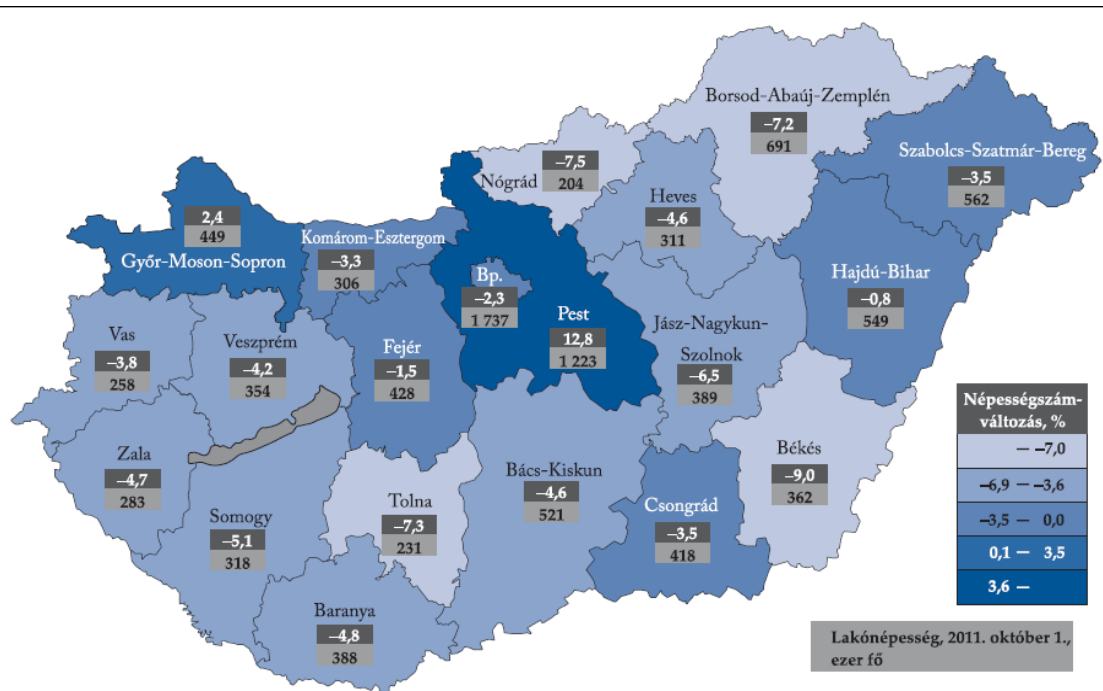 Borsod-Abaúj-Zemplén
–7,2
691
Szabolcs-Szatmár-Bereg
–3,5
562
Nógrád
–7,5
204
Heves
–4,6
311
2,4
449
Győr-Moson-Sopron
Komárom-Esztergom
–3,3
306
Hajdú-Bihar
–0,8
549
Bp.
–2,3
1 737
Pest
12,8
1 223
Jász-Nagykun-
Szolnok
–6,5
389
Vas
–3,8
258
Veszprém
–4,2
354
Fejér
–1,5
428
Zala
–4,7
283
Somogy
–5,1
318
Tolna
–7,3
231
Bács-Kiskun
–4,6
521
Csongrád
–3,5
418
Békés
–9,0
362
Baranya
–4,8
388
Népességszám-
változás, %
— –7,0
–6,9 — –3,6
–3,5 — 0,0
0,1 — 3,5
3,6 —
Lakónépesség, 2011. október 1.,
ezer fő